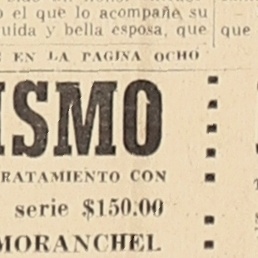 o el que lo acompañe su
uida y bella esposa, que que
EN LA PAGINA OCHO
ISMO
RATAMIENTO CON
serie $150.00
MORANCHEL